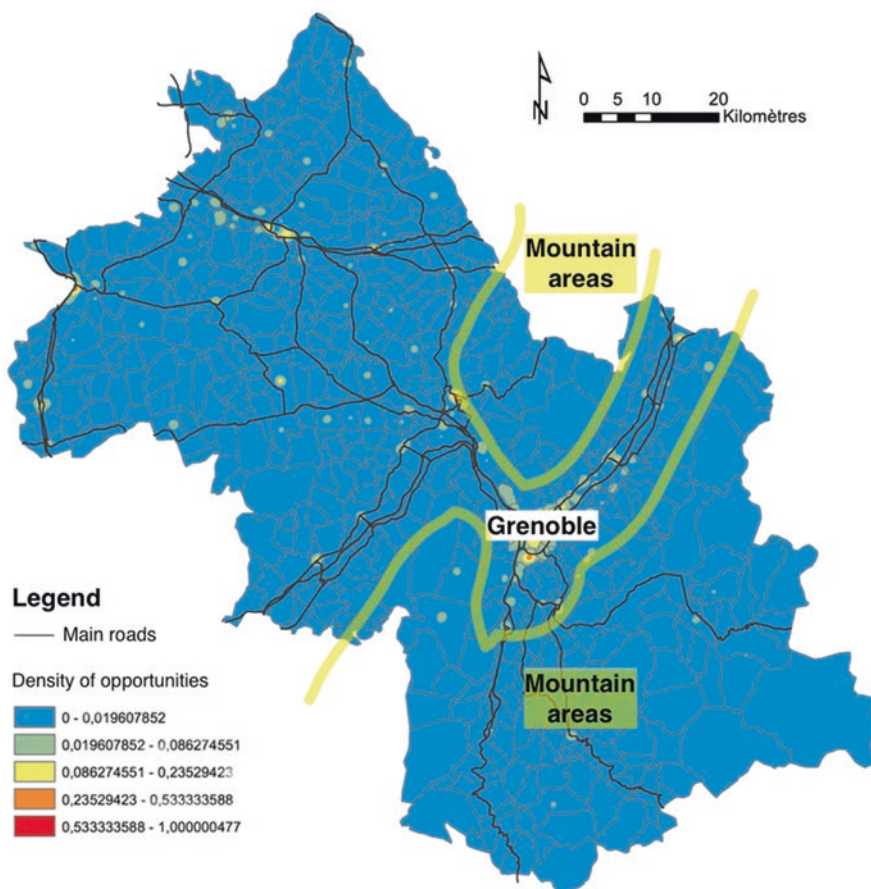 N
0 5 10 20
Kilomètres
Mountain
areas
Grenoble
Mountain
areas
Legend
Main roads
Density of opportunities
0 - 0,019607852
0,019607852 - 0,086274551
0,086274551 - 0,23529423
0,23529423 - 0,533333588
0,533333588 - 1,000000477